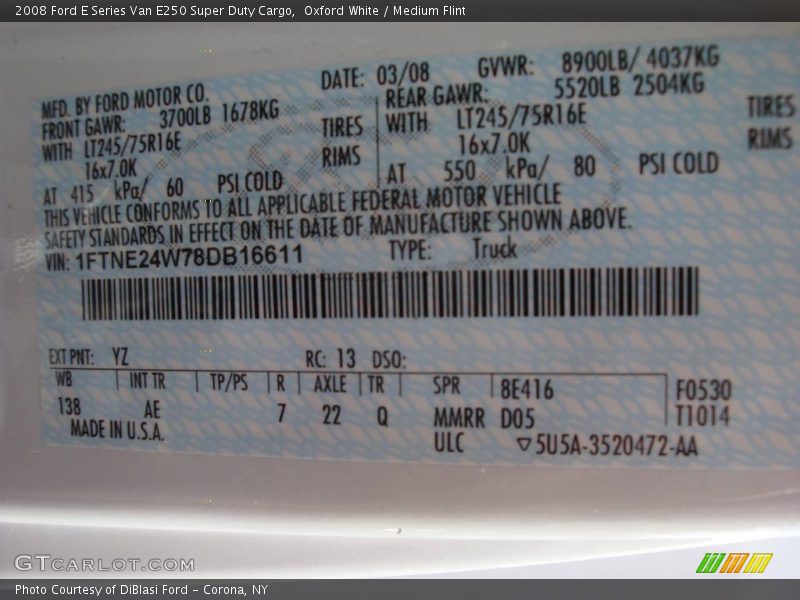 2008 Ford E Series Van E250 Super Duty Cargo,  Oxford White / Medium Flint
MFD. BY FORD MOTOR CO.
DATE: 03/08 GVWR: 8900LB/ 4037KG
FRONT GAWR: 3700LB 1678KG
REAR GAWR: 5520LB 2504KG
WITH LT245/75R16E TIRES
WITH LT245/75R16E TIRES
16x7.0K RIMS
16x7.0K RIMS
AT 415 kPa/ 60 PSI COLD
AT 550 kPa/ 80 PSI COLD
THIS VEHICLE CONFORMS TO ALL APPLICABLE FEDERAL MOTOR VEHICLE
SAFETY STANDARDS IN EFFECT ON THE DATE OF MANUFACTURE SHOWN ABOVE.
VIN: 1FTNE24W78DB16611 TYPE: Truck
EXT PNT: YZ RC: 13 DSO:
WB INT TR TP/PS R AXLE TR SPR 8E416 F0530
138 AE 7 22 Q MMRR D05 T1014
MADE IN U.S.A. ULC ▽5U5A-3520472-AA
GTCARLOT.COM
Photo Courtesy of DiBlasi Ford - Corona, NY